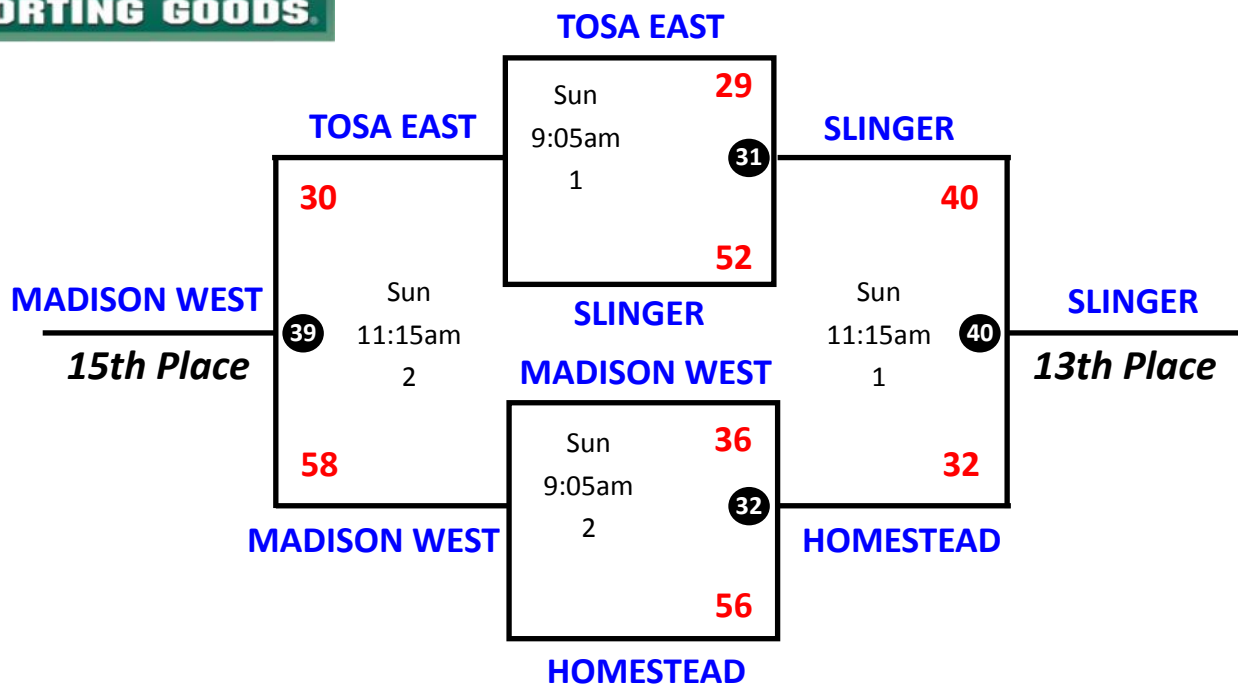 GOODS.
TOSA EAST
Sun
9:05am
1
29
31
52
SLINGER
TOSA EAST
30
Sun
11:15am
2
39
58
MADISON WEST
MADISON WEST
15th Place
SLINGER
40
Sun
11:15am
1
40
32
HOMESTEAD
SLINGER
13th Place
MADISON WEST
Sun
9:05am
2
36
32
56
HOMESTEAD